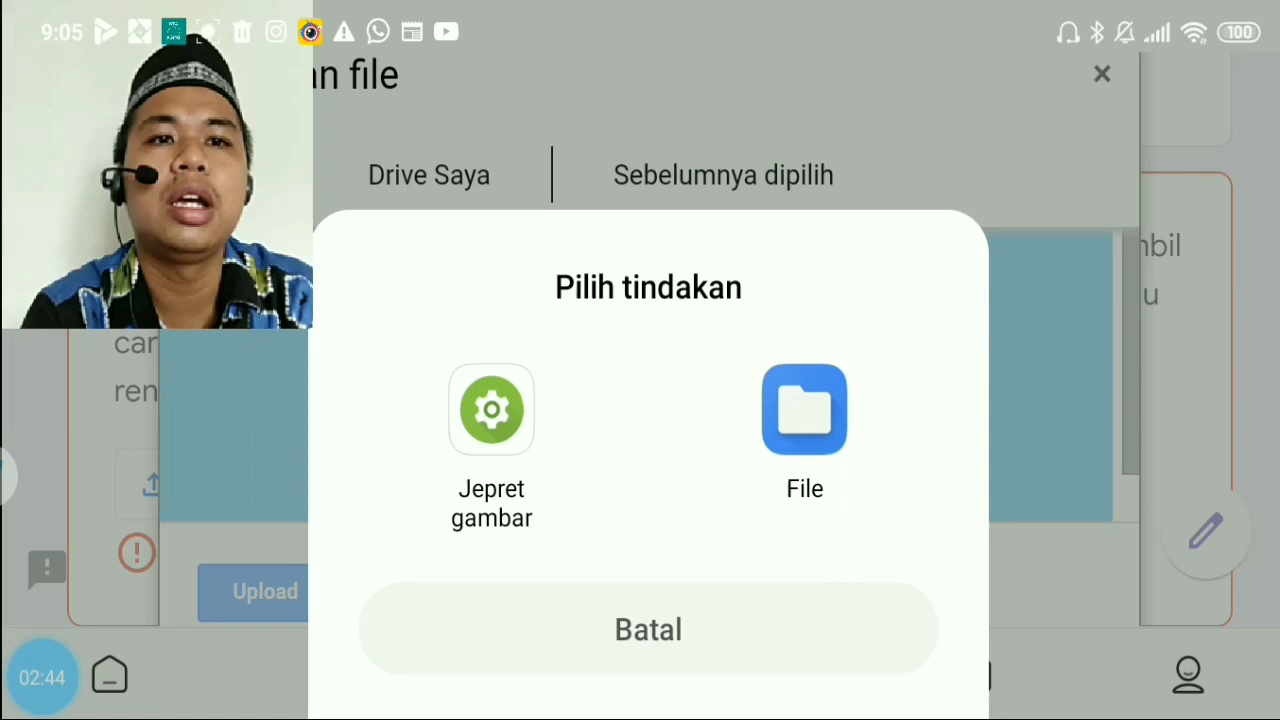 9:05
100
an file
Drive Saya
Sebelumnya dipilih
Pilih tindakan
Jepret
gambar
File
Batal
Upload
car
ren
mbil
u
02:44